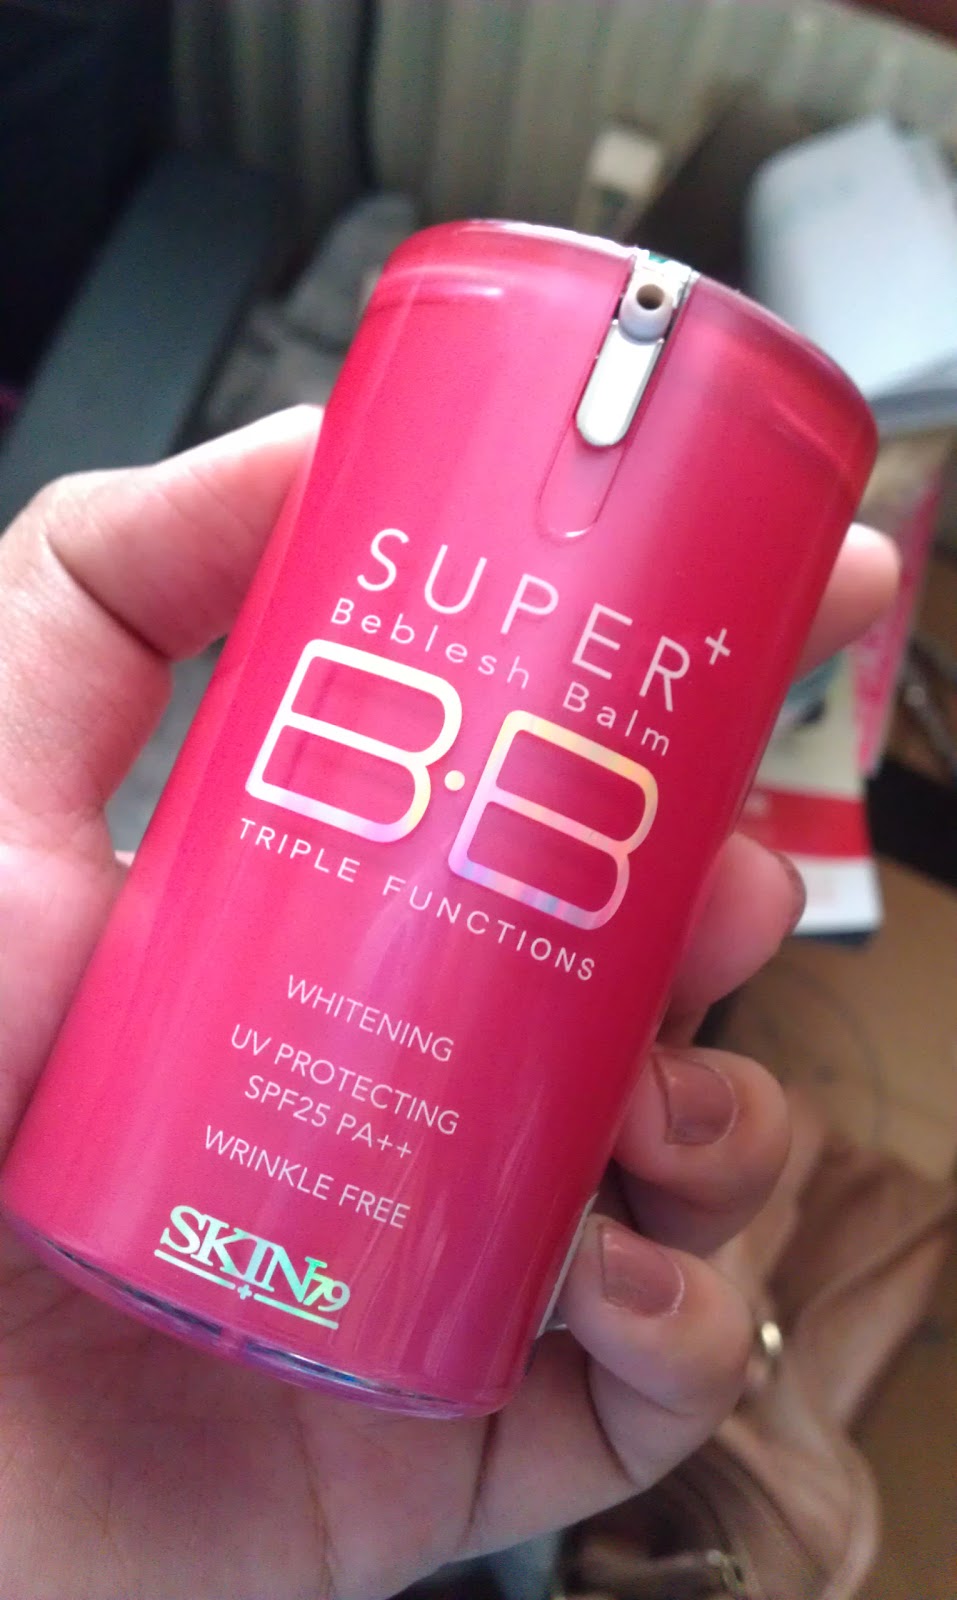 SUPER+
Beblesh Balm
B·B
TRIPLE FUNCTIONS
WHITENING
UV PROTECTING
SPF25 PA++
WRINKLE FREE
SKIN79